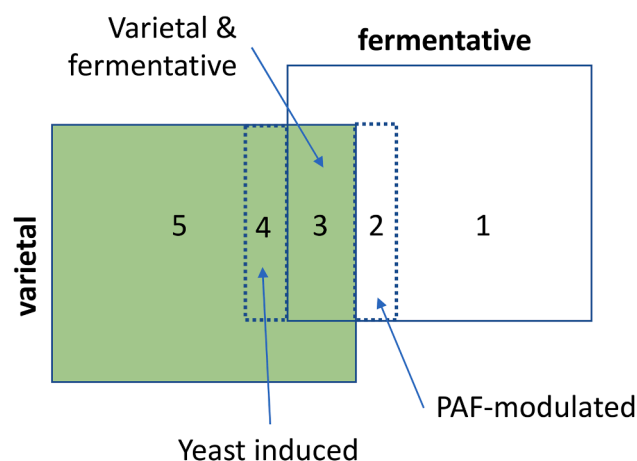 Varietal &
fermentative
fermentative
varietal
5
4
3
2
1
PAF-modulated
Yeast induced